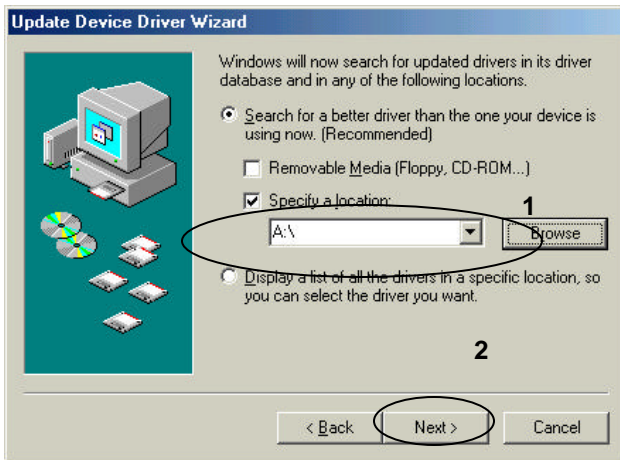 Update Device Driver Wizard
Windows will now search for updated drivers in its driver
database and in any of the following locations.
Search for a better driver than the one your device is
using now. (Recommended)
Removable Media (Floppy, CD-ROM...)
Specify a location:
1
A:\
Browse
Display a list of all the drivers in a specific location, so
you can select the driver you want.
2
< Back
Next >
Cancel